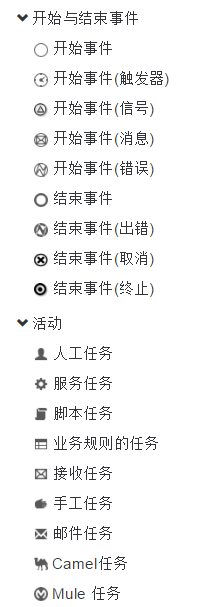 开始与结束事件
开始事件
开始事件(触发器)
开始事件(信号)
开始事件(消息)
开始事件(错误)
结束事件
结束事件(出错)
结束事件(取消)
结束事件(终止)
活动
人工任务
服务任务
脚本任务
业务规则的任务
接收任务
手工任务
邮件任务
Camel任务
Mule 任务